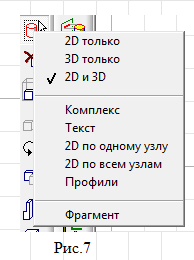 2D только
3D только
2D и 3D
Комплекс
Текст
2D по одному узлу
2D по всем узлам
Профили
Фрагмент
Рис.7